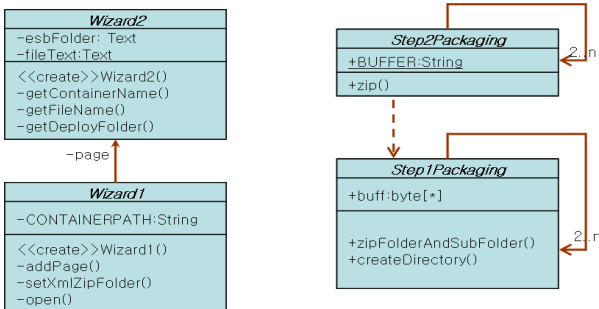 Wizard2
-esbFolder: Text
-fileText:Text
<<create>>Wizard2()
-getContainerName()
-getFileName()
-getDeployFolder()
-page
Wizard1
-CONTAINERPATH:String
<<create>>Wizard1()
-addPage()
-setXmlZipFolder()
-open()
Step2Packaging
2..n
+BUFFER:String
+zip()
Step1Packaging
+buff:byte[*]
2..n
+zipFolderAndSubFolder()
+createDirectory()